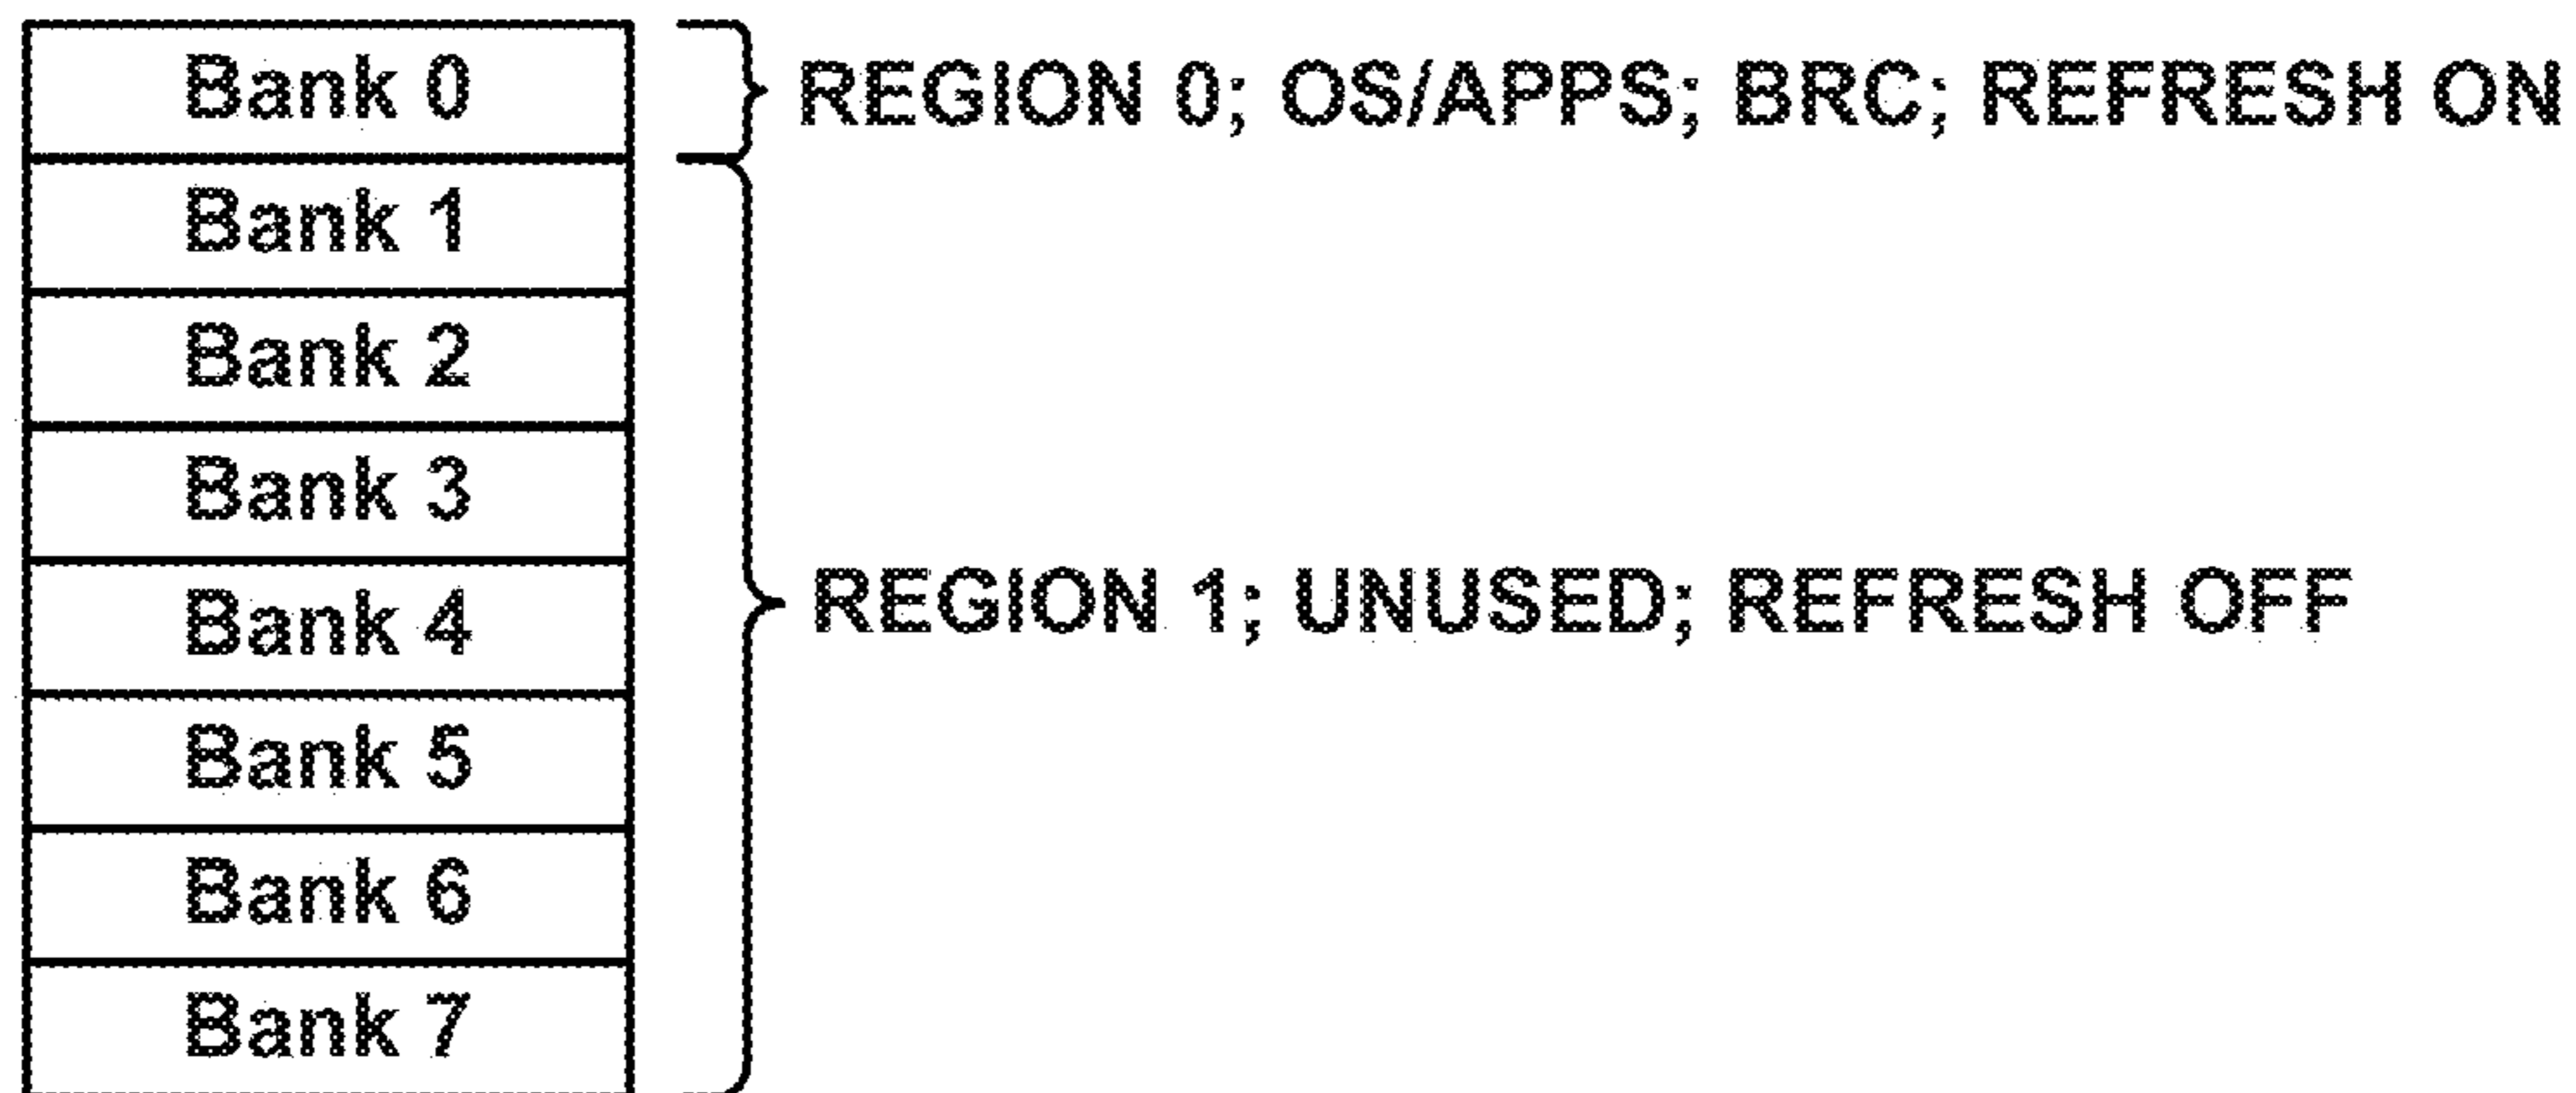 Bank 0
REGION 0; OS/APPS; BRC; REFRESH ON
Bank 1
Bank 2
Bank 3
Bank 4
REGION 1; UNUSED; REFRESH OFF
Bank 5
Bank 6
Bank 7